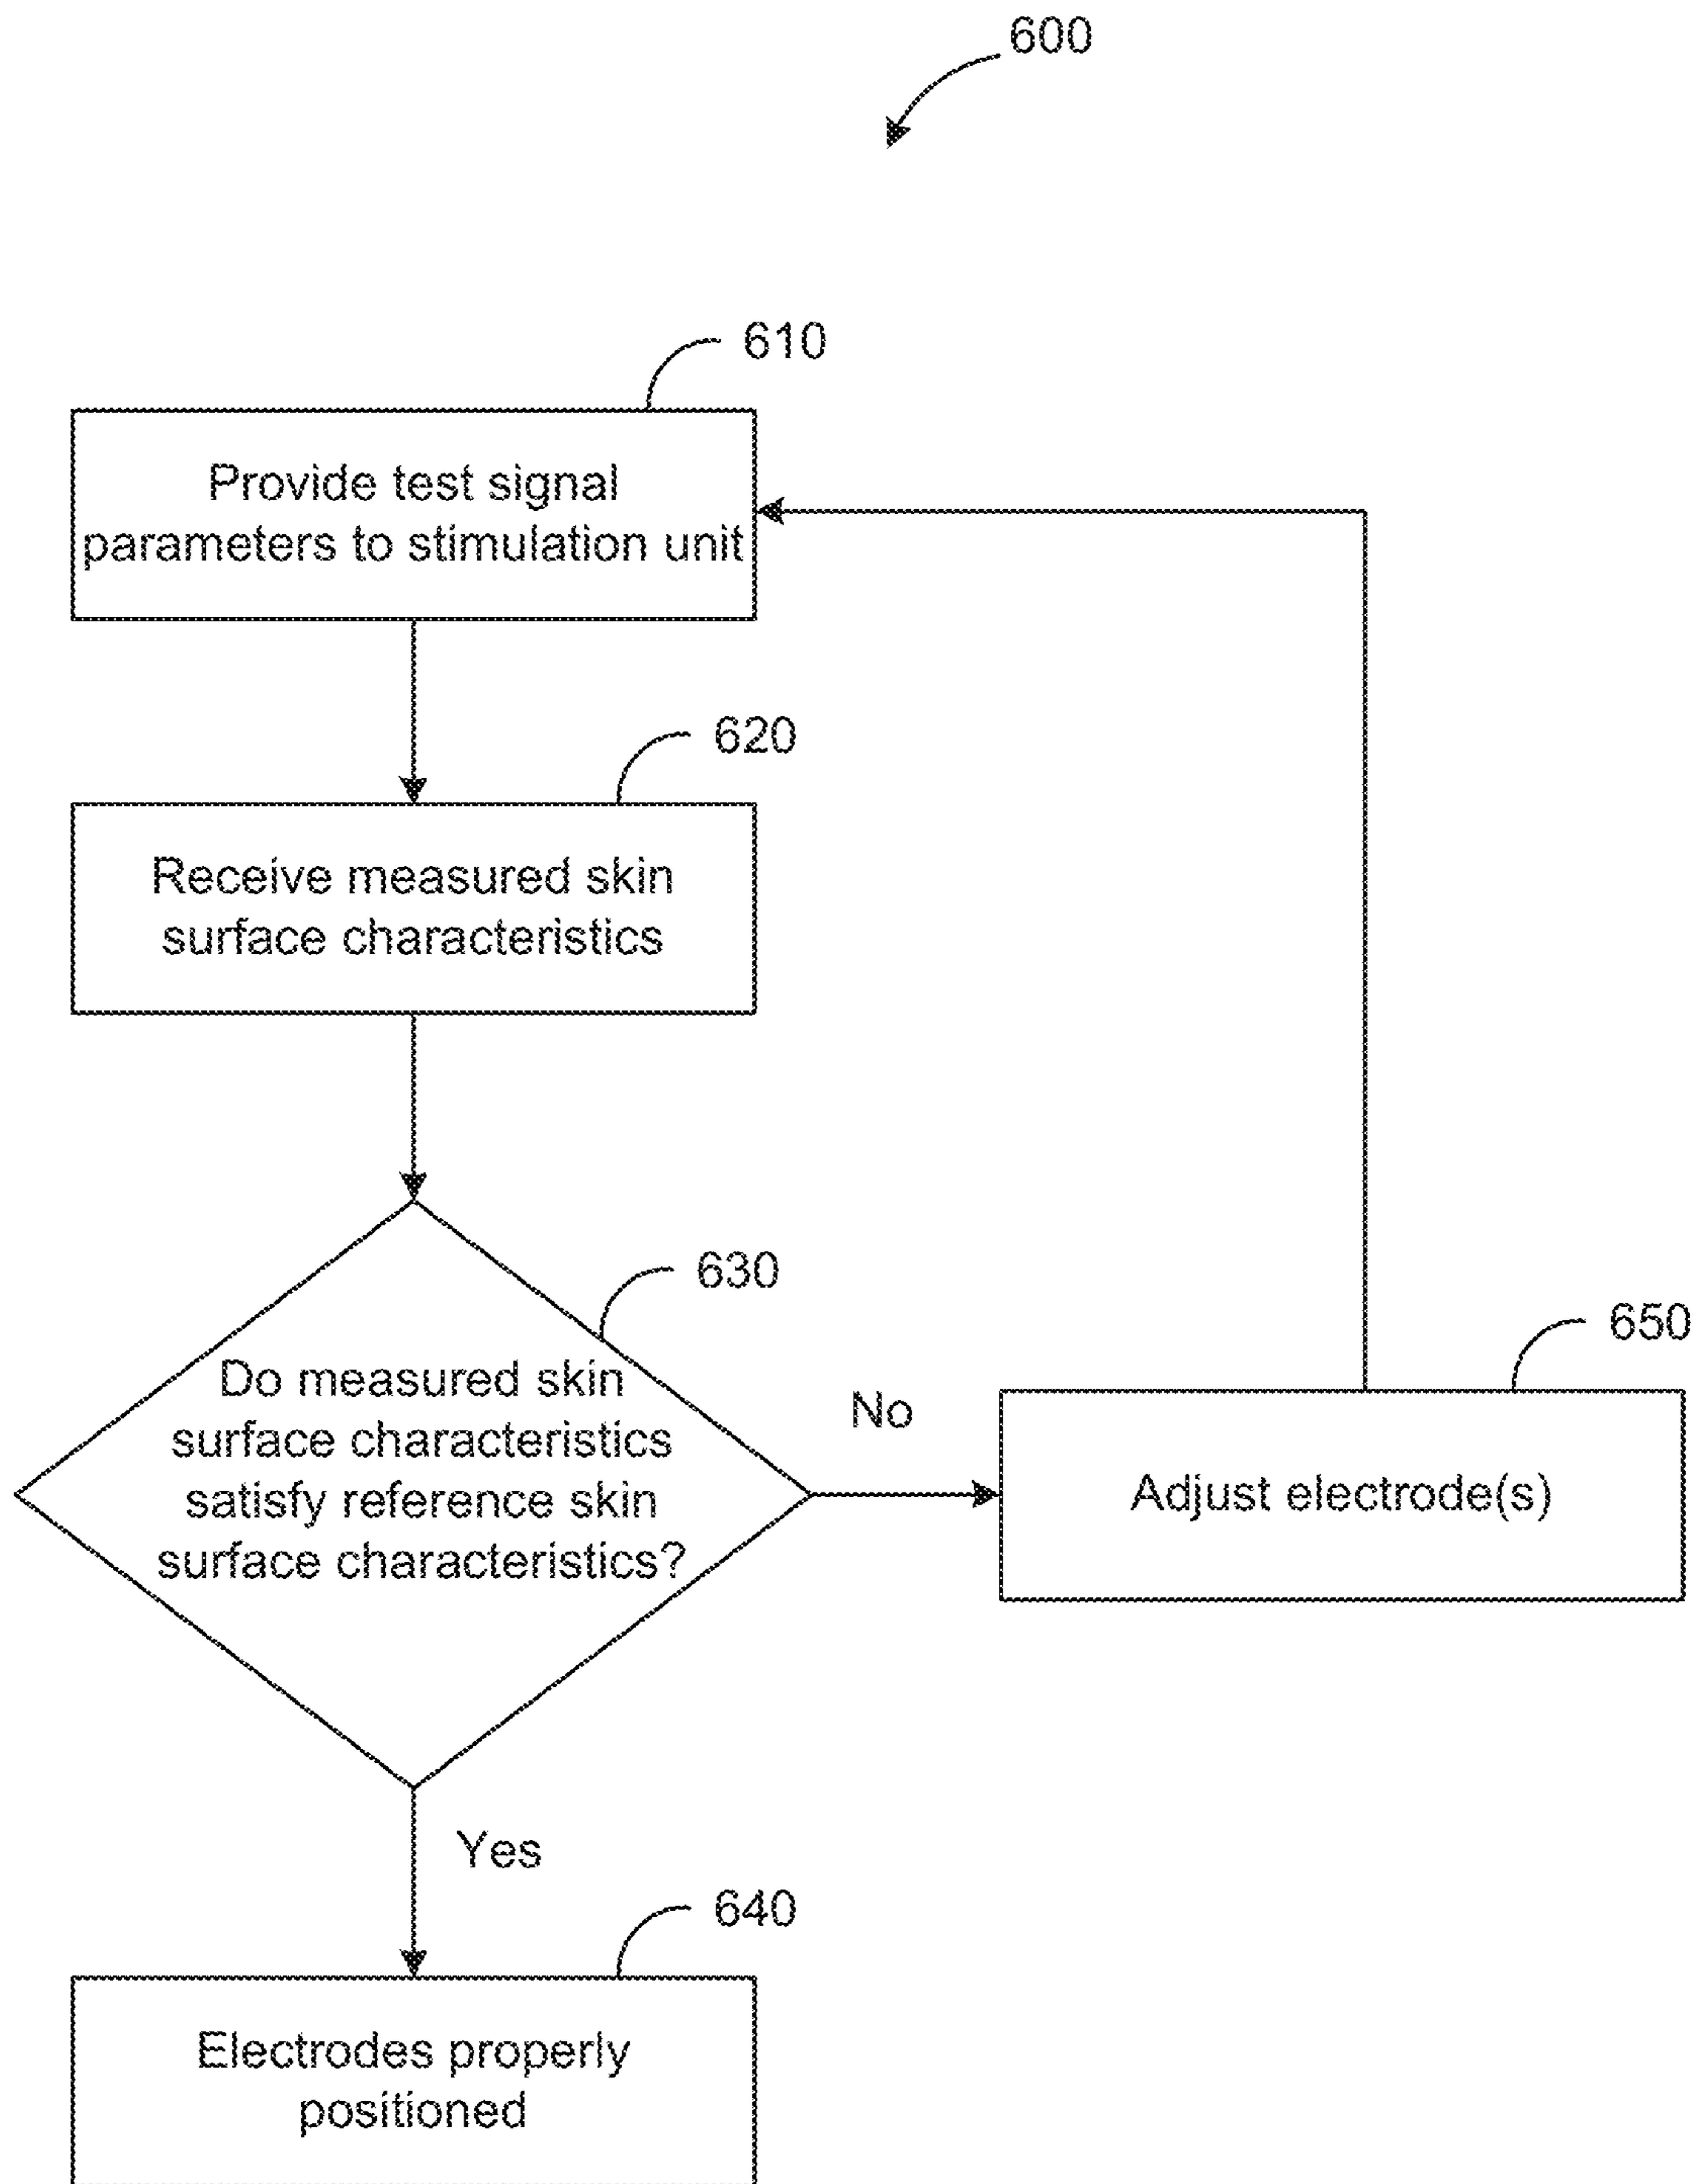 600
610
Provide test signal
parameters to stimulation unit
620
Receive measured skin
surface characteristics
630
Do measured skin
surface characteristics
satisfy reference skin
surface characteristics?
No
650
Adjust electrode(s)
Yes
640
Electrodes properly
positioned